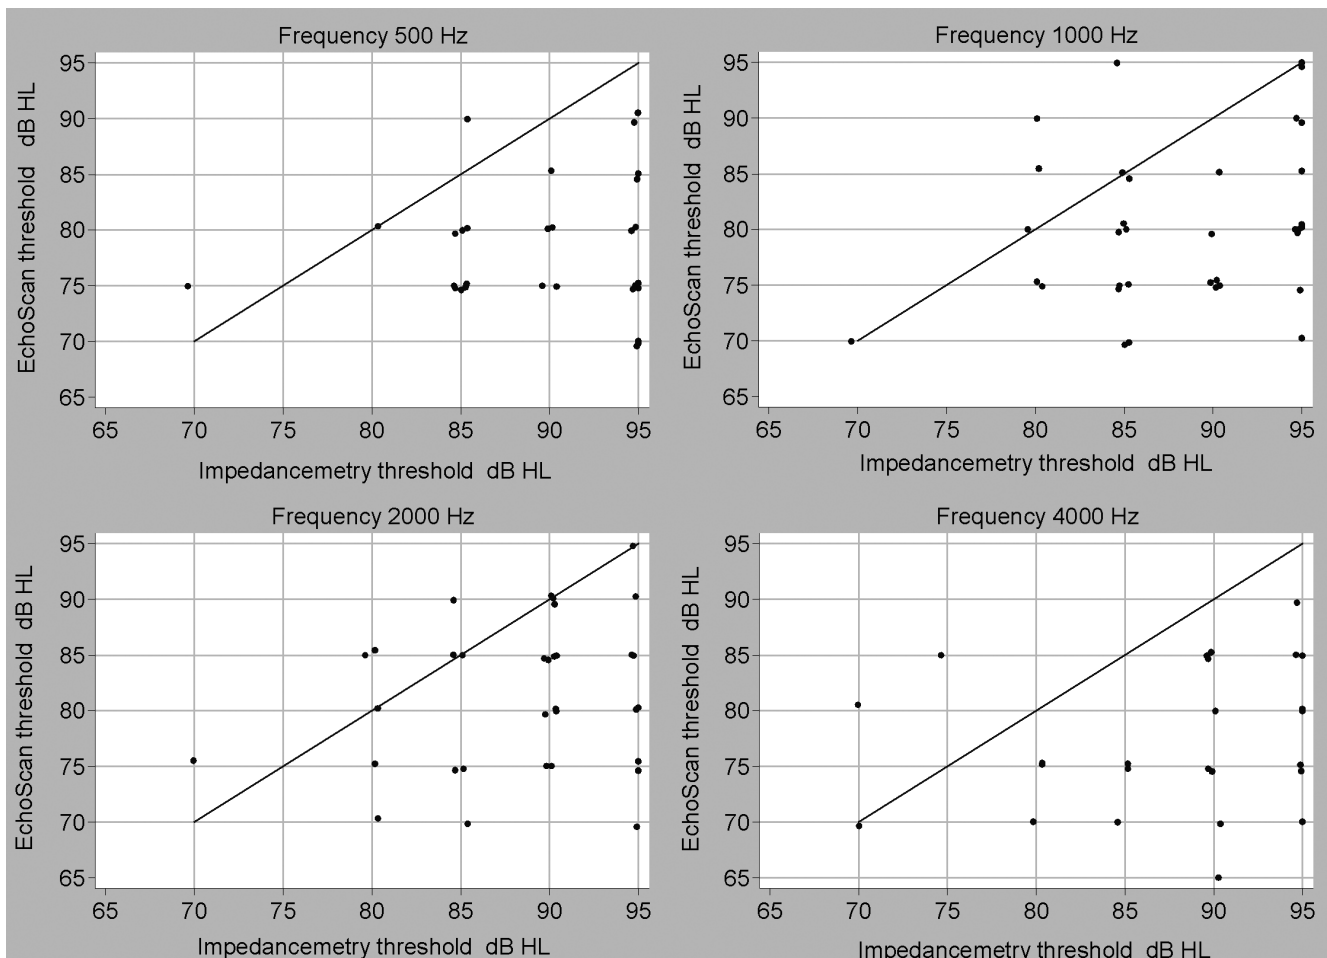 Frequency 500 Hz
EchoScan threshold dB HL
95
90
85
80
75
70
65
65 70 75 80 85 90 95
Impedancemetry threshold dB HL
Frequency 1000 Hz
EchoScan threshold dB HL
95
90
85
80
75
70
65
65 70 75 80 85 90 95
Impedancemetry threshold dB HL
Frequency 2000 Hz
EchoScan threshold dB HL
95
90
85
80
75
70
65
65 70 75 80 85 90 95
Impedancemetry threshold dB HL
Frequency 4000 Hz
EchoScan threshold dB HL
95
90
85
80
75
70
65
65 70 75 80 85 90 95
Impedancemetry threshold dB HL